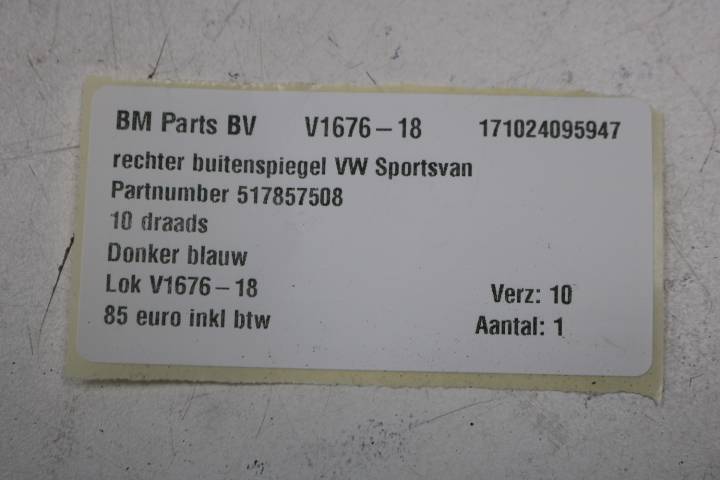 BM Parts BV V1676-18 171024095947
rechter buitenspiegel VW Sportsvan
Partnumber 517857508
10 draads
Donker blauw
Lok V1676-18 Verz: 10
85 euro inkl btw Aantal: 1